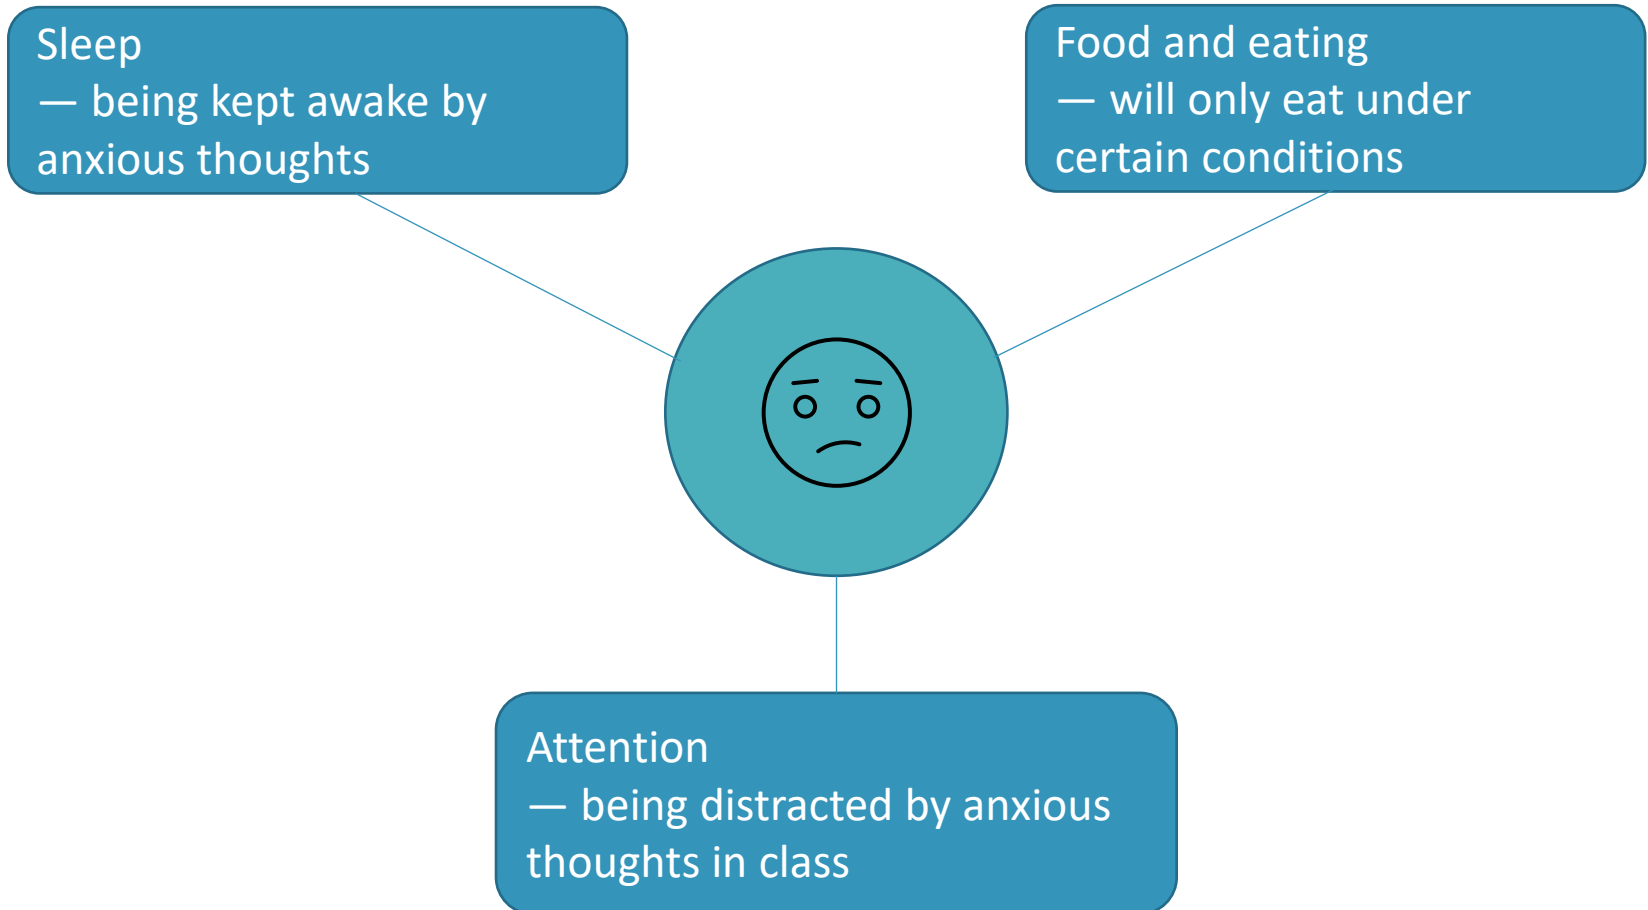 Sleep
— being kept awake by
anxious thoughts
Food and eating
— will only eat under
certain conditions
Attention
— being distracted by anxious
thoughts in class